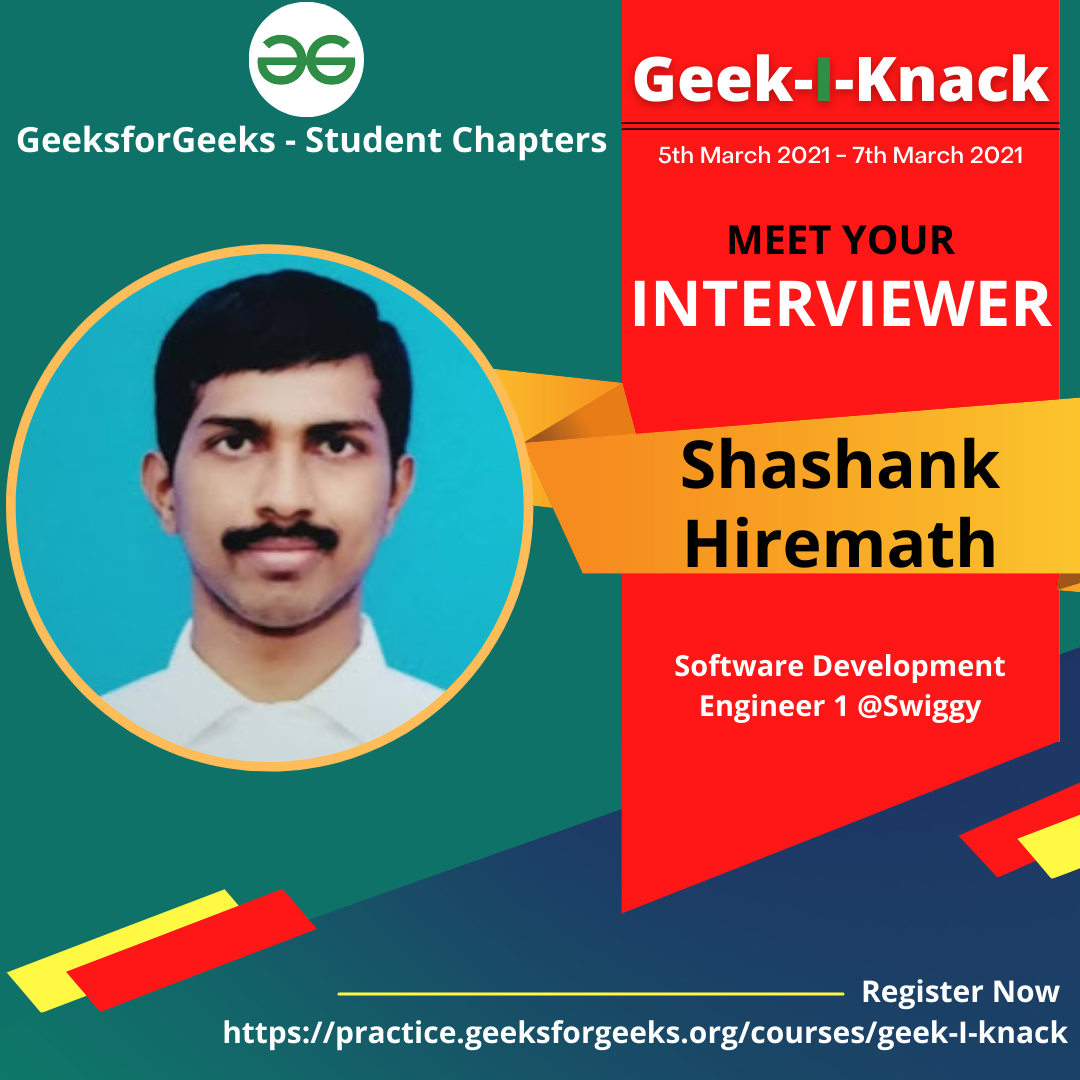 GeeksforGeeks - Student Chapters
Geek-I-Knack
5th March 2021 – 7th March 2021
MEET YOUR
INTERVIEWER
Shashank
Hiremath
Software Development
Engineer 1 @Swiggy
Register Now
https://practice.geeksforgeeks.org/courses/geek-I-knack